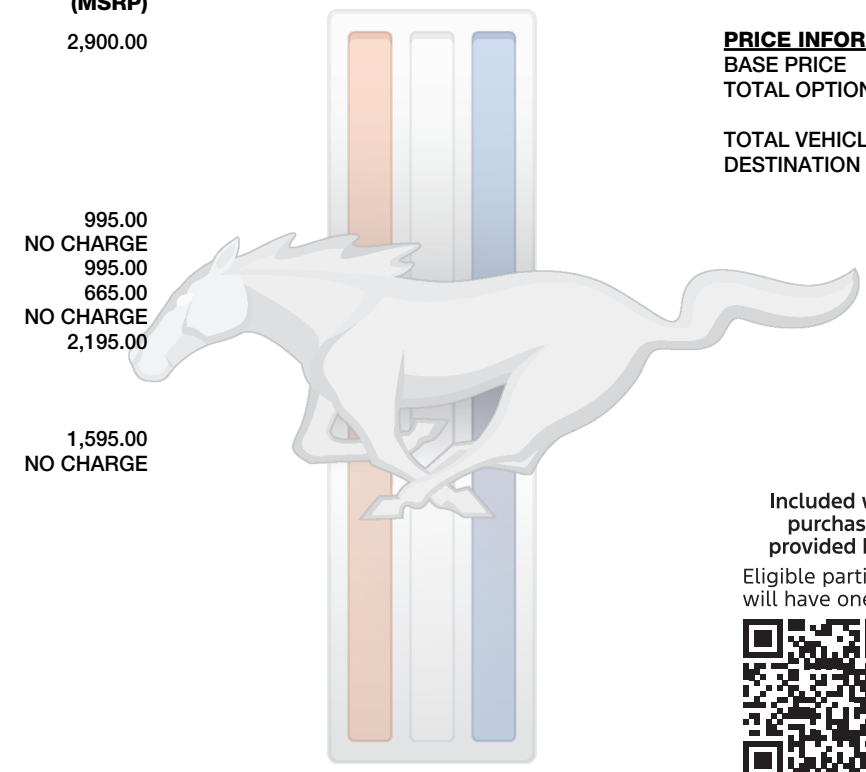 (MSRP)
2,900.00
995.00
NO CHARGE
995.00
665.00
NO CHARGE
2,195.00
1,595.00
NO CHARGE
PRICE INFOR
BASE PRICE
TOTAL OPTION
TOTAL VEHICL
DESTINATION
Included w
purchas
provided b
Eligible parti
will have one